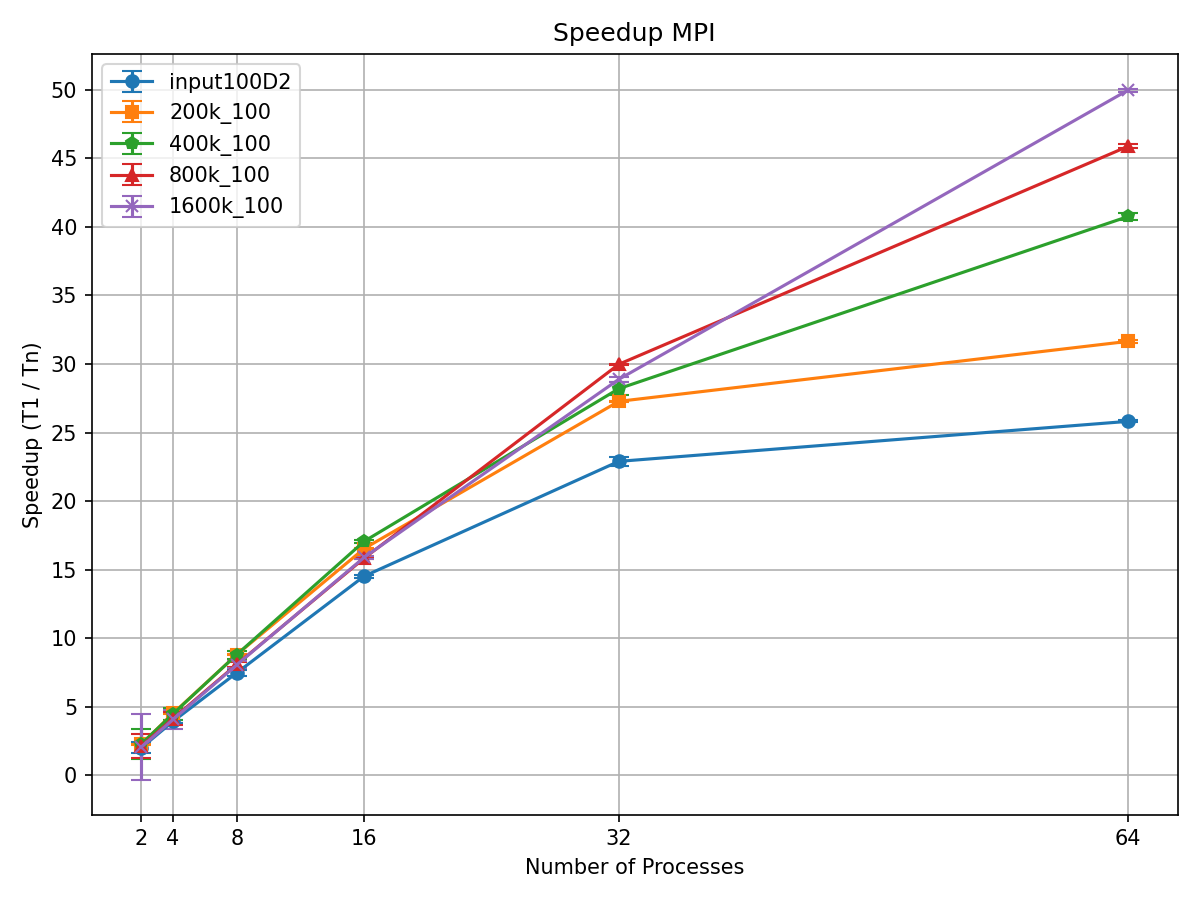 Speedup MPI
input100D2
200k_100
400k_100
800k_100
1600k_100
Speedup (T1 / Tn)
50
45
40
35
30
25
20
15
10
5
0
2 4 8 16 32 64
Number of Processes